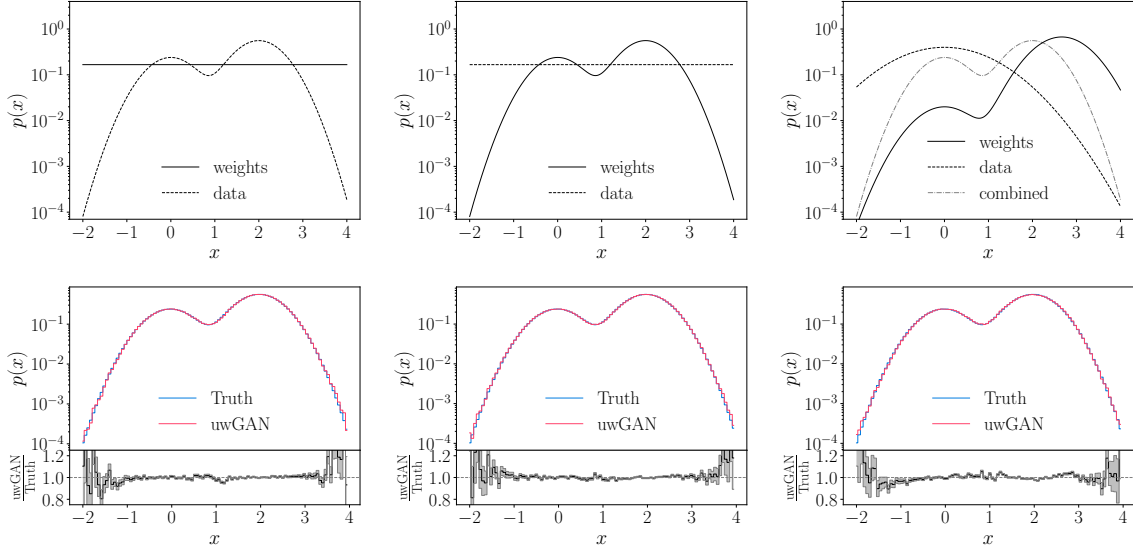 10⁰
10⁻¹
10⁻²
10⁻³
10⁻⁴
p(x)
weights
data
−2 −1 0 1 2 3 4
x
10⁰
10⁻¹
10⁻²
10⁻³
10⁻⁴
p(x)
weights
data
−2 −1 0 1 2 3 4
x
10⁰
10⁻¹
10⁻²
10⁻³
10⁻⁴
p(x)
weights
data
combined
−2 −1 0 1 2 3 4
x
10⁻¹
10⁻²
10⁻³
10⁻⁴
p(x)
Truth
uwGAN
1.2
1.0
0.8
uwGAN
Truth
−2 −1 0 1 2 3 4
x
10⁻¹
10⁻²
10⁻³
10⁻⁴
p(x)
Truth
uwGAN
1.2
1.0
0.8
uwGAN
Truth
−2 −1 0 1 2 3 4
x
10⁻¹
10⁻²
10⁻³
10⁻⁴
p(x)
Truth
uwGAN
1.2
1.0
0.8
uwGAN
Truth
−2 −1 0 1 2 3 4
x